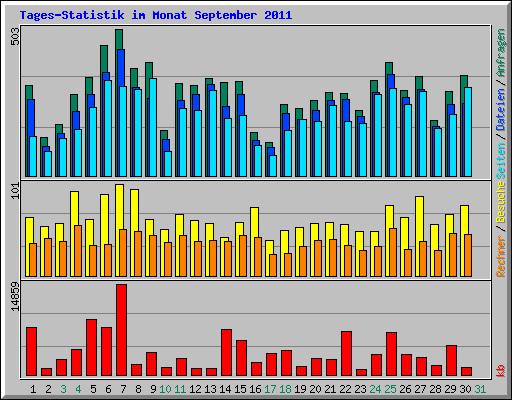 Tages-Statistik im Monat September 2011
503
101
14859
Rechner / Besuche Seiten / Dateien / Anfragen
kb
1 2 3 4 5 6 7 8 9 10 11 12 13 14 15 16 17 18 19 20 21 22 23 24 25 26 27 28 29 30 31